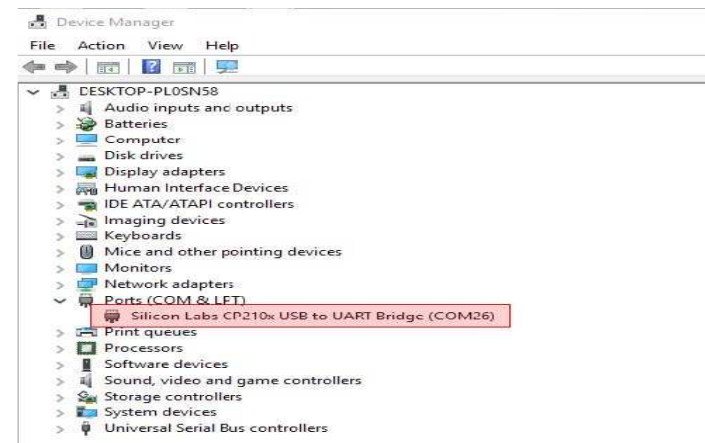 Device Manager
File Action View Help
DESKTOP-PL0SN58
Audio inputs and outputs
Batteries
Computer
Disk drives
Display adapters
Human Interface Devices
IDE ATA/ATAPI controllers
Imaging devices
Keyboards
Mice and other pointing devices
Monitors
Network adapters
Ports (COM & LPT)
Silicon Labs CP210x USB to UART Bridge (COM26)
Print queues
Processors
Software devices
Sound, video and game controllers
Storage controllers
System devices
Universal Serial Bus controllers